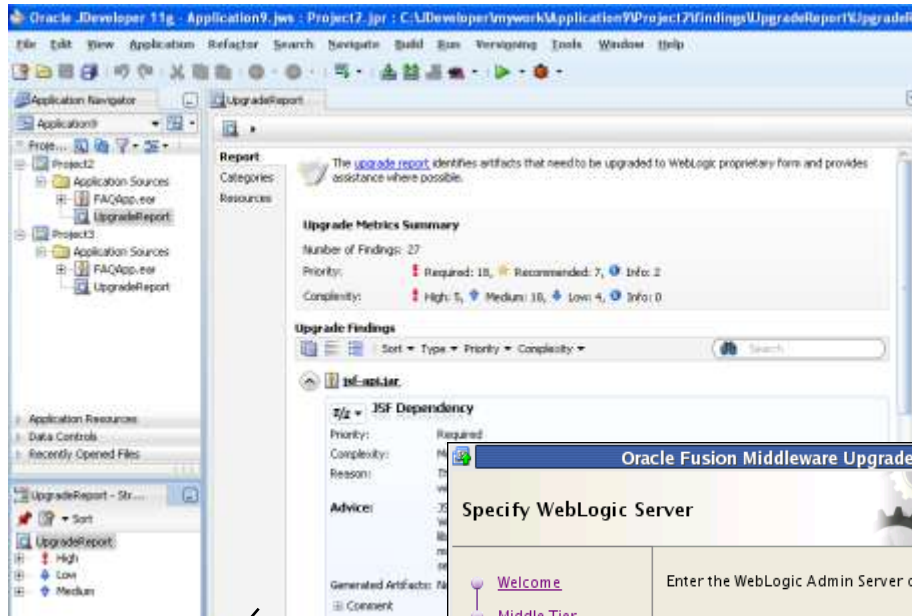 Oracle JDeveloper 11g - Application9.jws : Project2.jpr : C:\JDeveloper\mywork\Application9\Project2\findings\UpgradeReport\UpgradeR
File Edit View Application Refactor Search Navigate Build Run Versioning Tools Window Help
Application Navigator
Application9
Proje...
Project2
Application Sources
FAQApp.ear
UpgradeReport
Project3
Application Sources
FAQApp.ear
UpgradeReport
Application Resources
Data Controls
Recently Opened Files
UpgradeReport - Str...
Sort
UpgradeReport
High
Low
Medium
UpgradeReport
Report
Categories
Resources
The upgrade report identifies artifacts that need to be upgraded to WebLogic proprietary form and provides
assistance where possible.
Upgrade Metrics Summary
Number of Findings: 27
Priority: Required: 18, Recommended: 7, Info: 2
Complexity: High: 5, Medium: 18, Low: 4, Info: 0
Upgrade Findings
Sort Type Priority Complexity Search
jsf-api.jar
JSF Dependency
Priority: Required
Complexity:
Reason:
Advice:
Generated Artifacts:
Comment
Oracle Fusion Middleware Upgrade
Specify WebLogic Server
Welcome
Middle Tier
Enter the WebLogic Admin Server